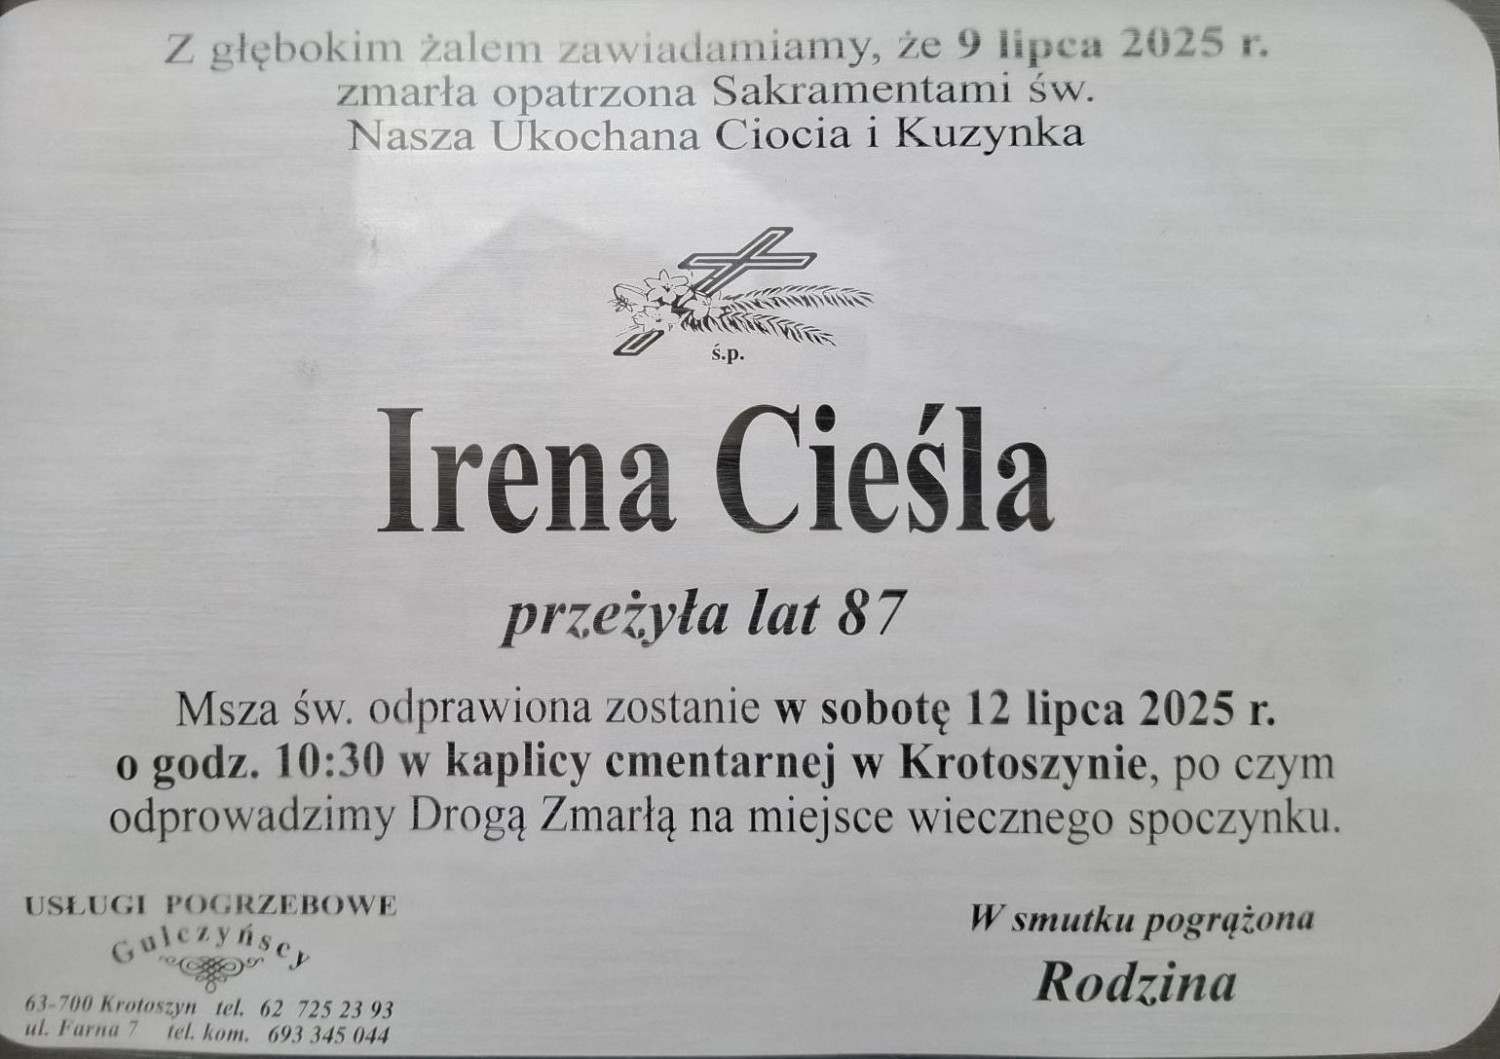 Z głębokim żalem zawiadamiamy, że 9 lipca 2025 r.
zmarła opatrzona Sakramentami św.
Nasza Ukochana Ciocia i Kuzynka
ś.p.
Irena Cieśla
przeżyła lat 87
Msza św. odprawiona zostanie w sobotę 12 lipca 2025 r.
o godz. 10:30 w kaplicy cmentarnej w Krotoszynie, po czym
odprowadzimy Drogą Zmarłą na miejsce wiecznego spoczynku.
W smutku pogrążona
Rodzina
USŁUGI POGRZEBOWE
Gulczyńscy
63-700 Krotoszyn tel. 62 725 23 93
ul. Farna 7 tel. kom. 693 345 044